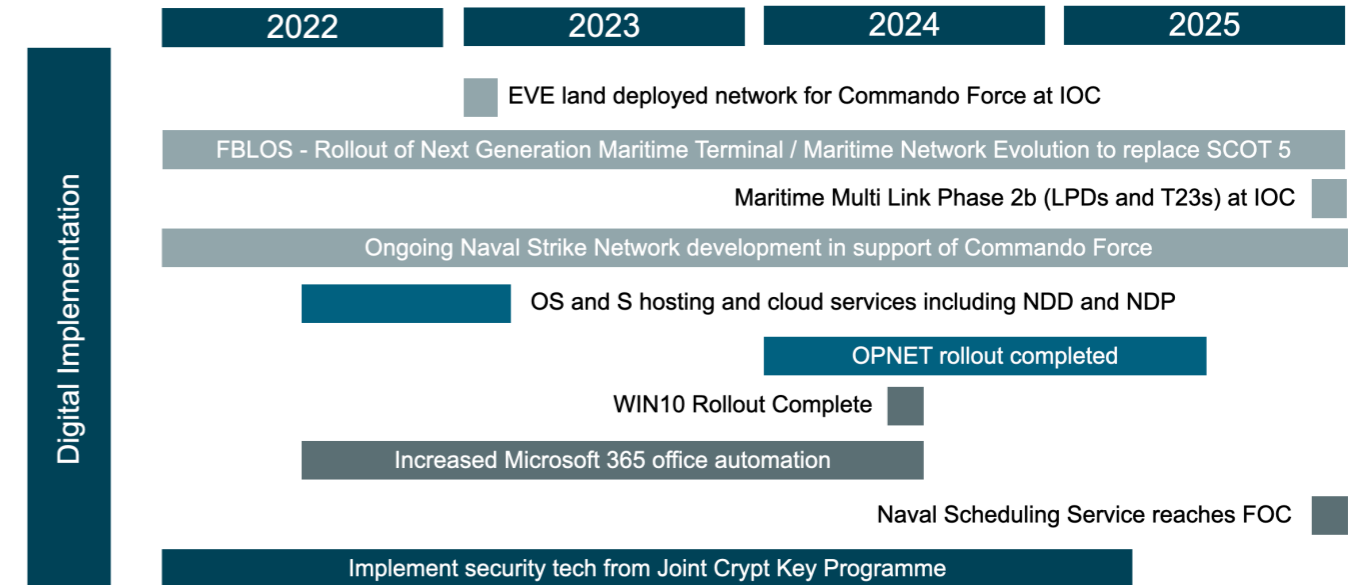 2022
2023
2024
2025
Digital Implementation
EVE land deployed network for Commando Force at IOC
FBLOS - Rollout of Next Generation Maritime Terminal / Maritime Network Evolution to replace SCOT 5
Maritime Multi Link Phase 2b (LPDs and T23s) at IOC
Ongoing Naval Strike Network development in support of Commando Force
OS and S hosting and cloud services including NDD and NDP
OPNET rollout completed
WIN10 Rollout Complete
Increased Microsoft 365 office automation
Naval Scheduling Service reaches FOC
Implement security tech from Joint Crypt Key Programme